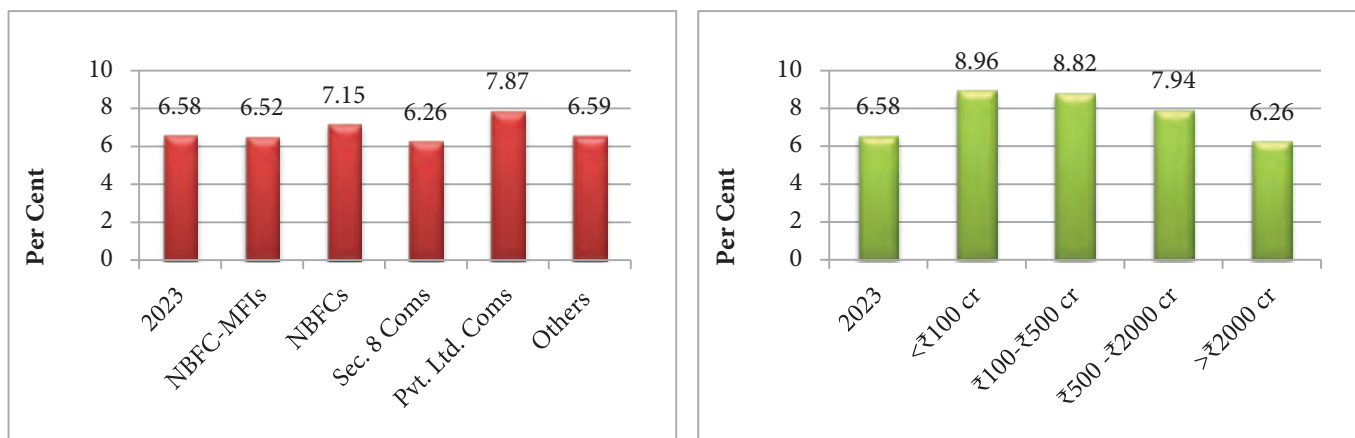 Per Cent
10
8
6
4
2
0
6.58
6.52
7.15
6.26
7.87
6.59
2023
NBFC-MFIs
NBFCs
Sec. 8 Coms
Pvt. Ltd. Coms
Others
Per Cent
10
8
6
4
2
0
6.58
8.96
8.82
7.94
6.26
2023
<₹100 cr
₹100-₹500 cr
₹500 -₹2000 cr
>₹2000 cr